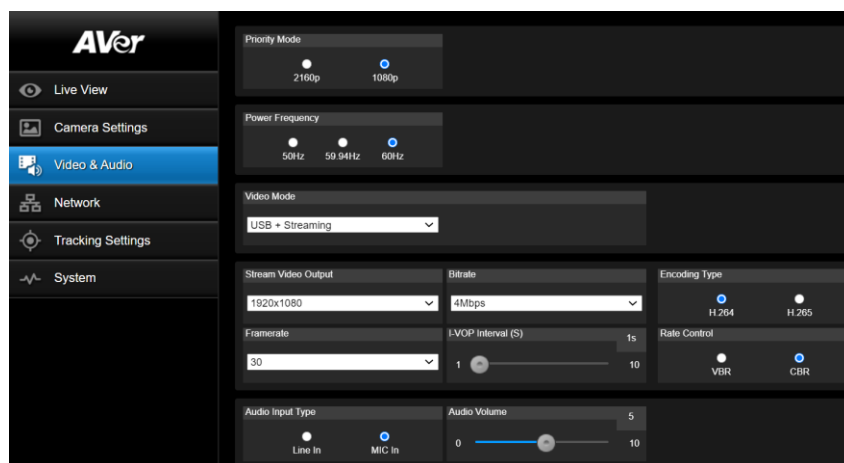 AVer
Live View
Camera Settings
Video & Audio
Network
Tracking Settings
System
Priority Mode
2160p 1080p
Power Frequency
50Hz 59.94Hz 60Hz
Video Mode
USB + Streaming
Stream Video Output Bitrate Encoding Type
1920x1080 4Mbps H.264 H.265
Framerate I-VOP Interval (S) 1s Rate Control
30 1 10 VBR CBR
Audio Input Type Audio Volume 5
Line In MIC In 0 10